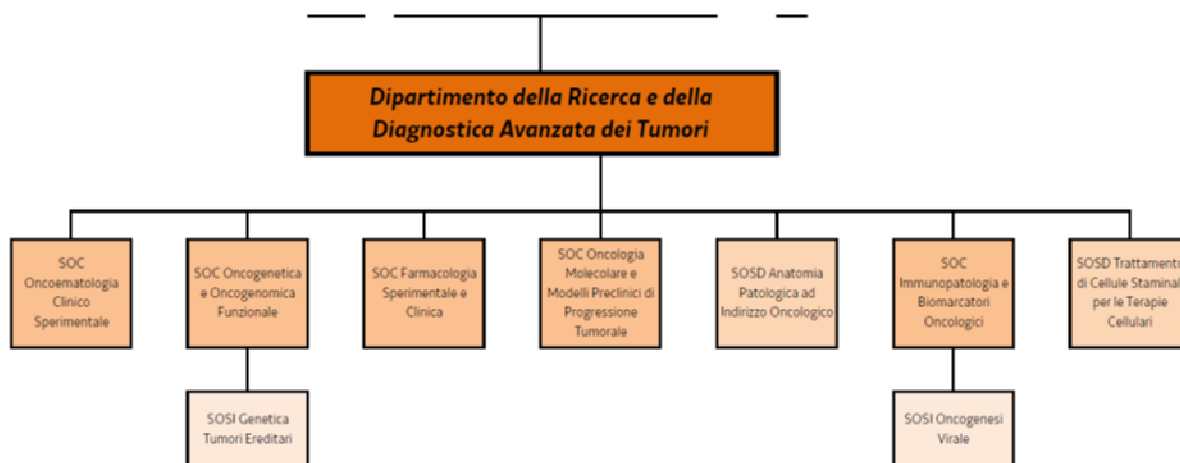 Dipartimento della Ricerca e della
Diagnostica Avanzata dei Tumori
SOC
Oncoematologia
Clinico
Sperimentale
SOC Oncogenetica
e Oncogenomica
Funzionale
SOC Farmacologia
Sperimentale e
Clinica
SOC Oncologia
Molecolare e
Modelli Preclinici di
Progressione
Tumorale
SOSD Anatomia
Patologica ad
Indirizzo Oncologico
SOC
Immunopatologia e
Biomarcatori
Oncologici
SOSD Trattamento
di Cellule Staminal
per le Terapie
Cellulari
SOSI Genetica
Tumori Ereditari
SOSI Oncogenesi
Virale